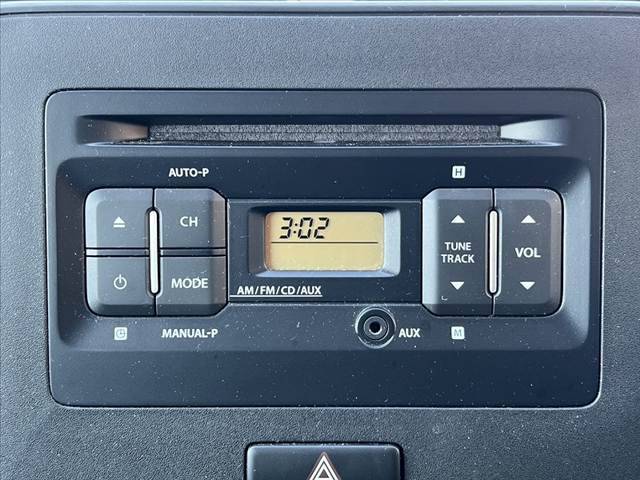 AUTO-P
H
CH
3:02
TUNE
TRACK
VOL
MODE
AM/FM/CD/AUX
MANUAL-P
AUX
M